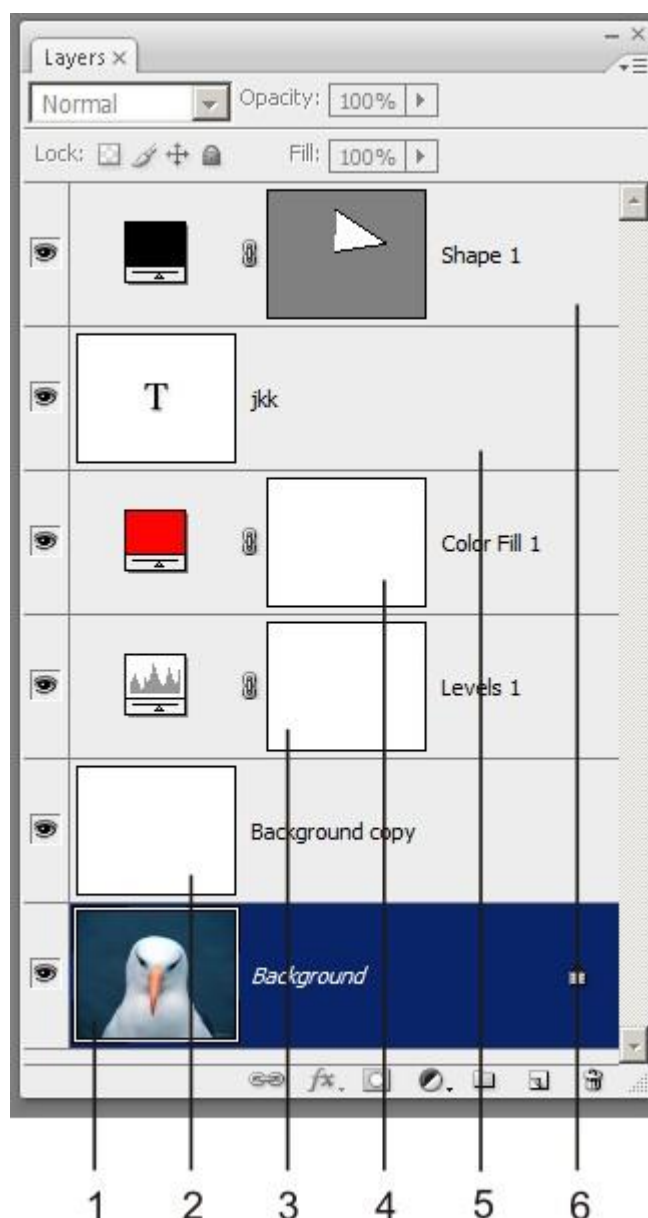 Layers ×
Normal Opacity: 100%
Lock: Fill: 100%
Shape 1
T jkk
Color Fill 1
Levels 1
Background copy
Background
fx.
1 2 3 4 5 6